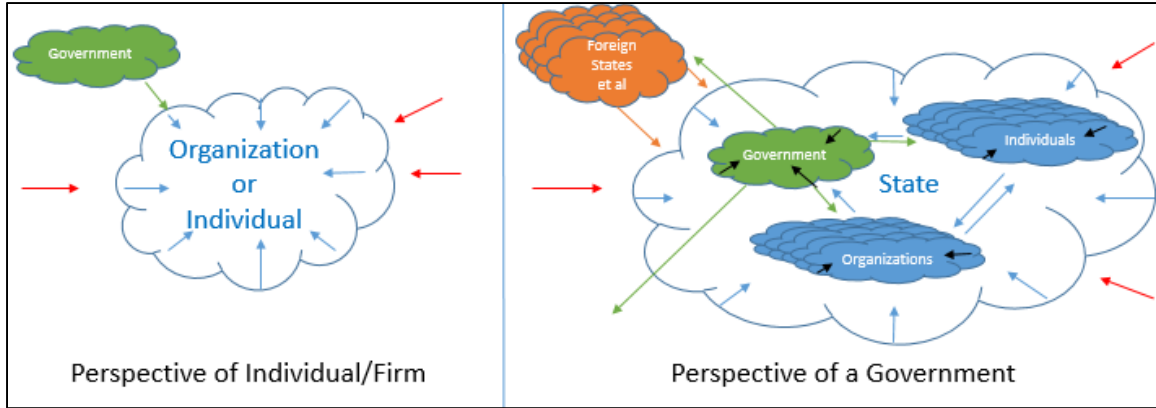 Government
Organization
or
Individual
Perspective of Individual/Firm
Foreign
States
et al
Individuals
Government
State
Organizations
Perspective of a Government